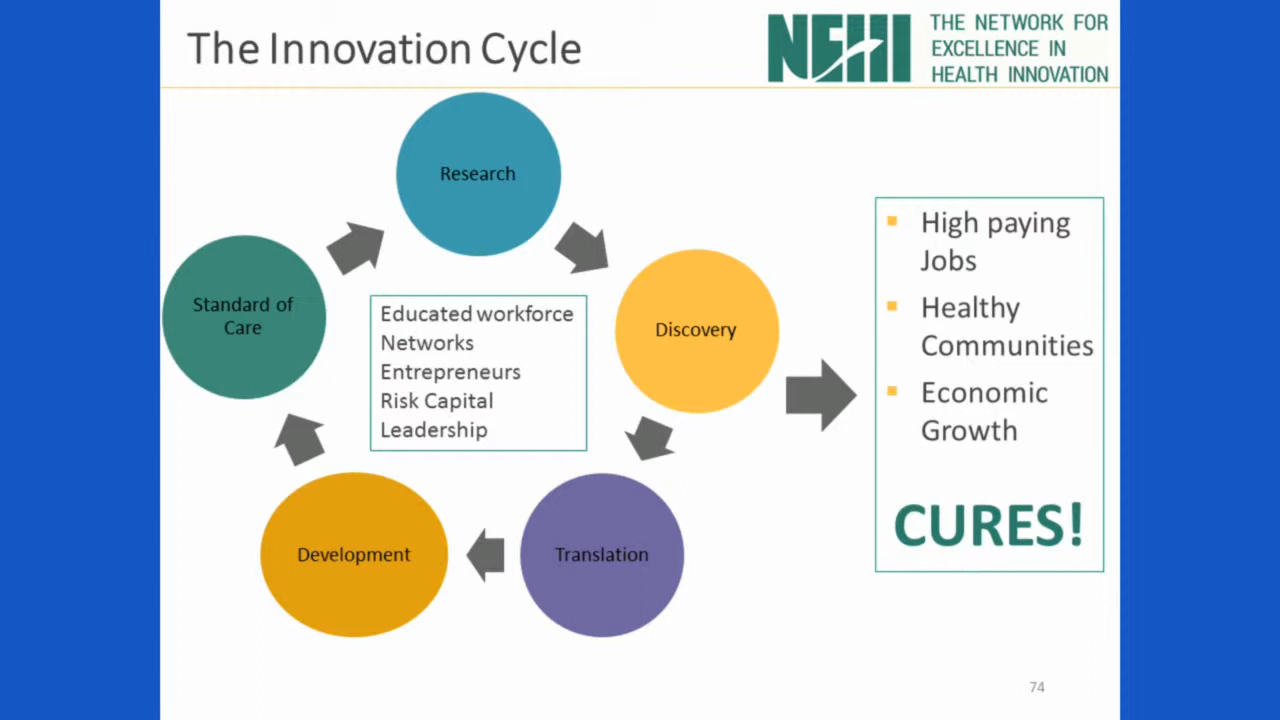 The Innovation Cycle
NEHI
THE NETWORK FOR
EXCELLENCE IN
HEALTH INNOVATION
Research
Discovery
Translation
Development
Standard of
Care
Educated workforce
Networks
Entrepreneurs
Risk Capital
Leadership
High paying
Jobs
Healthy
Communities
Economic
Growth
CURES!
74